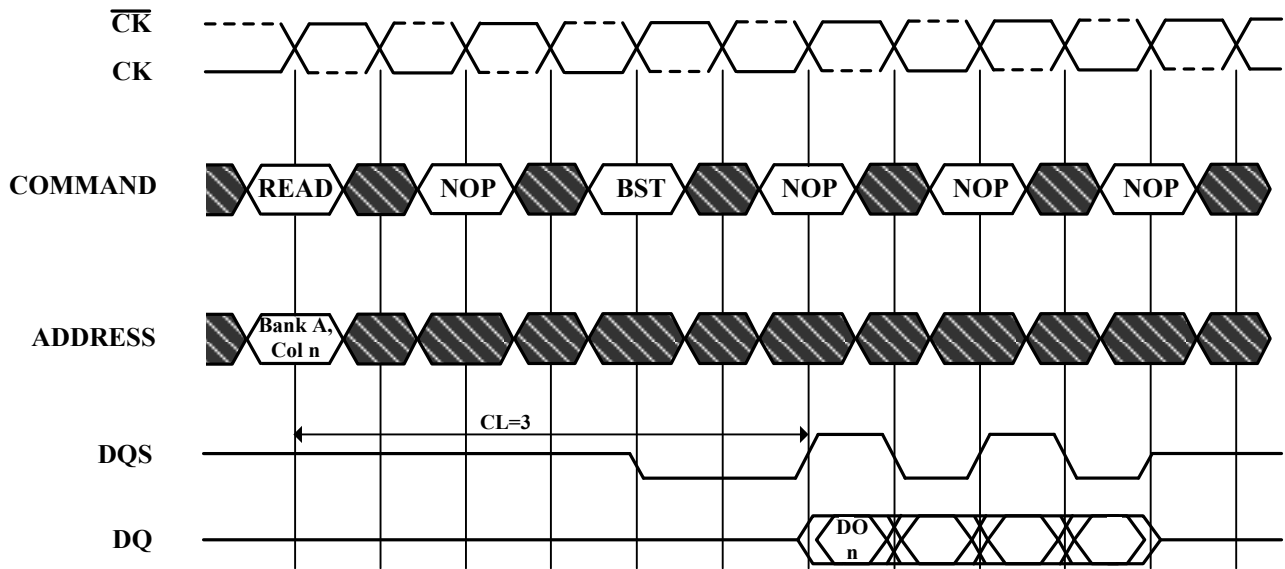 CK
CK
COMMAND
READ NOP BST NOP NOP NOP
ADDRESS
Bank A,
Col n
CL=3
DQS
DQ
DO
n